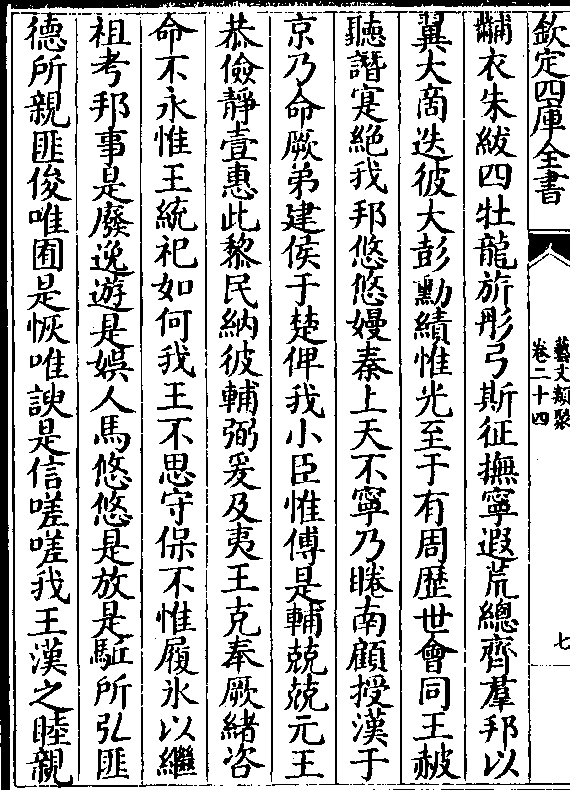 欽定四庫全書
藝文類聚
卷二十四
七
黼衣朱紱四牡龍旂彤弓斯征撫寧遐荒總齊羣邦以
翼大啇迭彼大彭勲績惟光至于有周歴世會同王赧
聽譖寔絶我邦悠悠嫚秦上天不寧乃睠南顧授漢于
京乃命厥弟建侯于楚俾我小臣惟傅是輔兢兢元王
恭儉靜壹惠此黎民納彼輔弼爰及夷王克奉厥緒咨
命不永惟王統祀如何我王不思守保不惟履氷以繼
祖考邦事是廢逸遊是娱人馬悠悠是放是駈所弘匪
德所親匪俊唯囿是恢唯諛是信嗟嗟我王漢之睦親